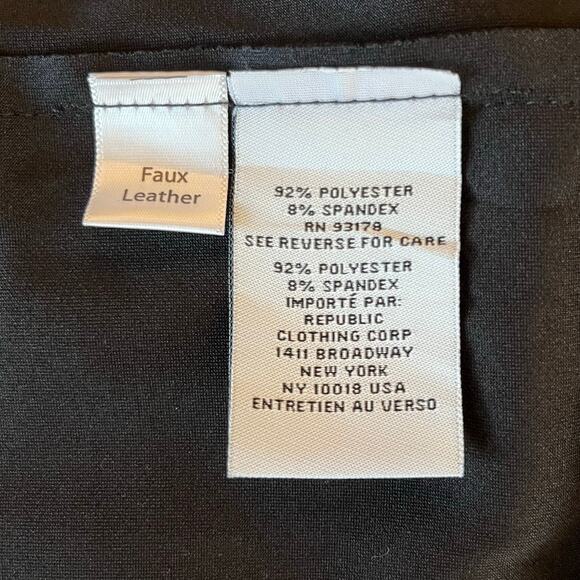 Faux
Leather
92% POLYESTER
8% SPANDEX
RN 93178
SEE REVERSE FOR CARE
92% POLYESTER
8% SPANDEX
IMPORTÉ PAR:
REPUBLIC
CLOTHING CORP
1411 BROADWAY
NEW YORK
NY 10018 USA
ENTRETIEN AU VERSO